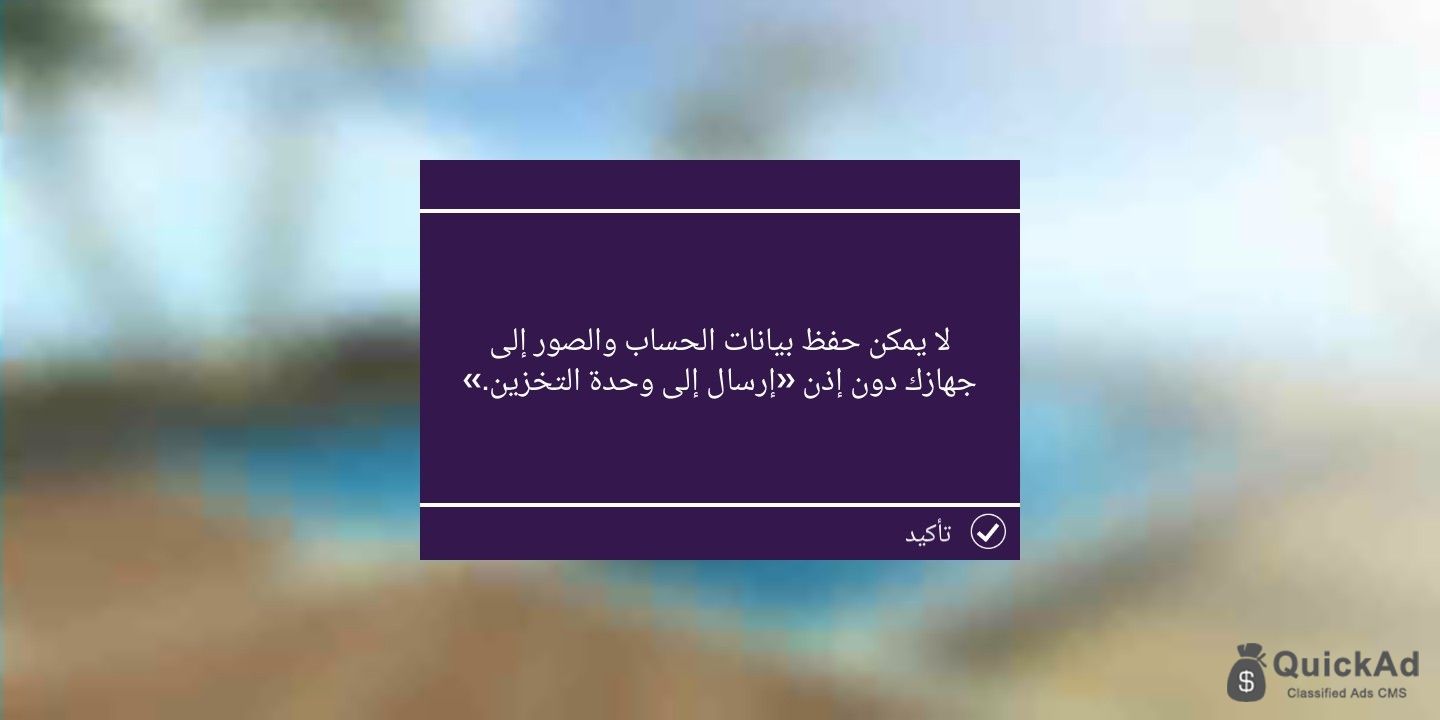 لا يمكن حفظ بيانات الحساب والصور إلى
جهازك دون إذن «إرسال إلى وحدة التخزين.»
تأكيد
QuickAd
Classified Ads CMS
$